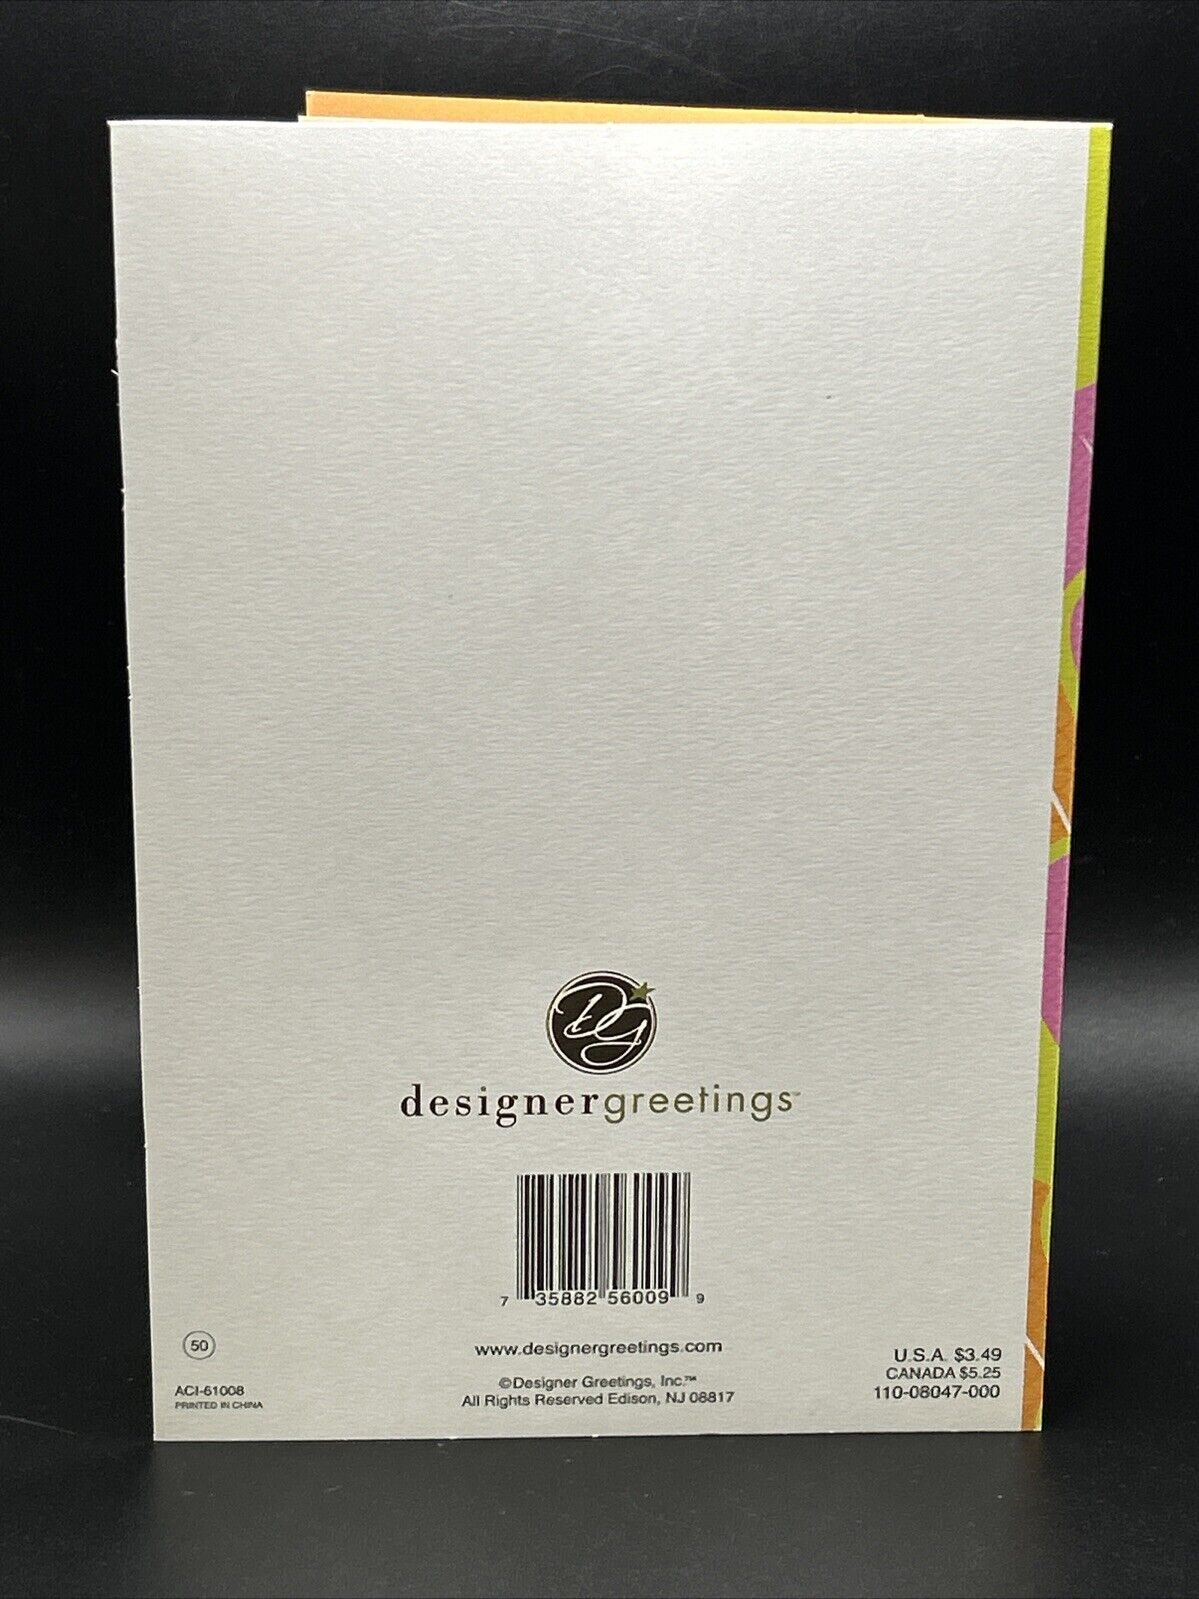 DG
designergreetings™
7 35882 56009 9
50
www.designergreetings.com
©Designer Greetings, Inc.™
All Rights Reserved Edison, NJ 08817
ACI-61008
PRINTED IN CHINA
U.S.A. $3.49
CANADA $5.25
110-08047-000